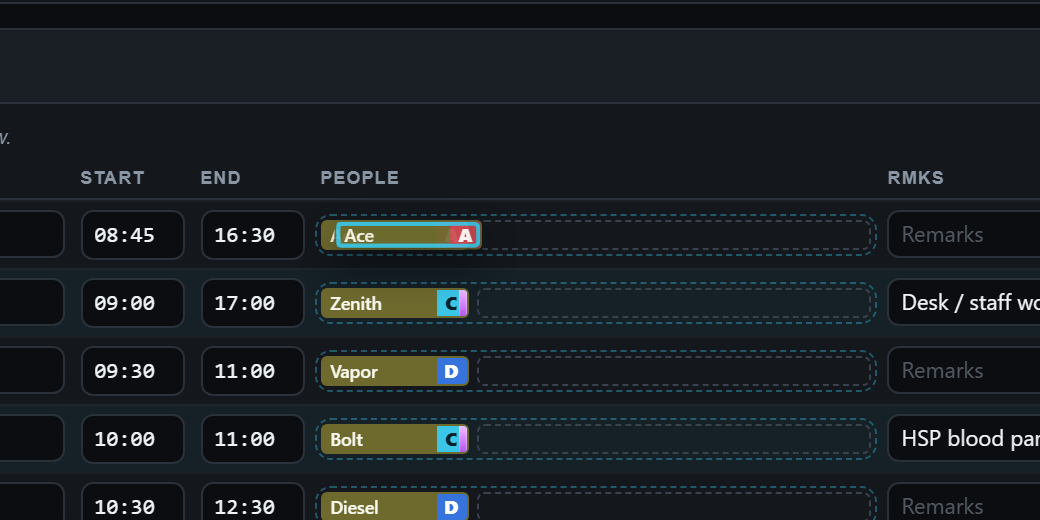 w.
START END PEOPLE RMKS
08:45 16:30 Ace A Remarks
09:00 17:00 Zenith C Desk / staff wo
09:30 11:00 Vapor D Remarks
10:00 11:00 Bolt C HSP blood pan
10:30 12:30 Diesel D Remarks